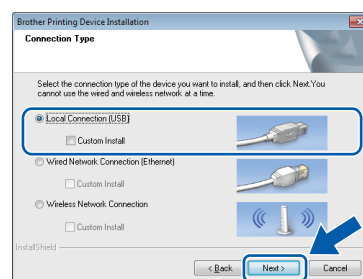 Brother Printing Device Installation
Connection Type
Select the connection type of the device you want to install, and then click Next.You
cannot use the wired and wireless network at a time.
Local Connection (USB)
Custom Install
Wired Network Connection (Ethernet)
Custom Install
Wireless Network Connection
Custom Install
InstallShield
< Back
Next >
Cancel